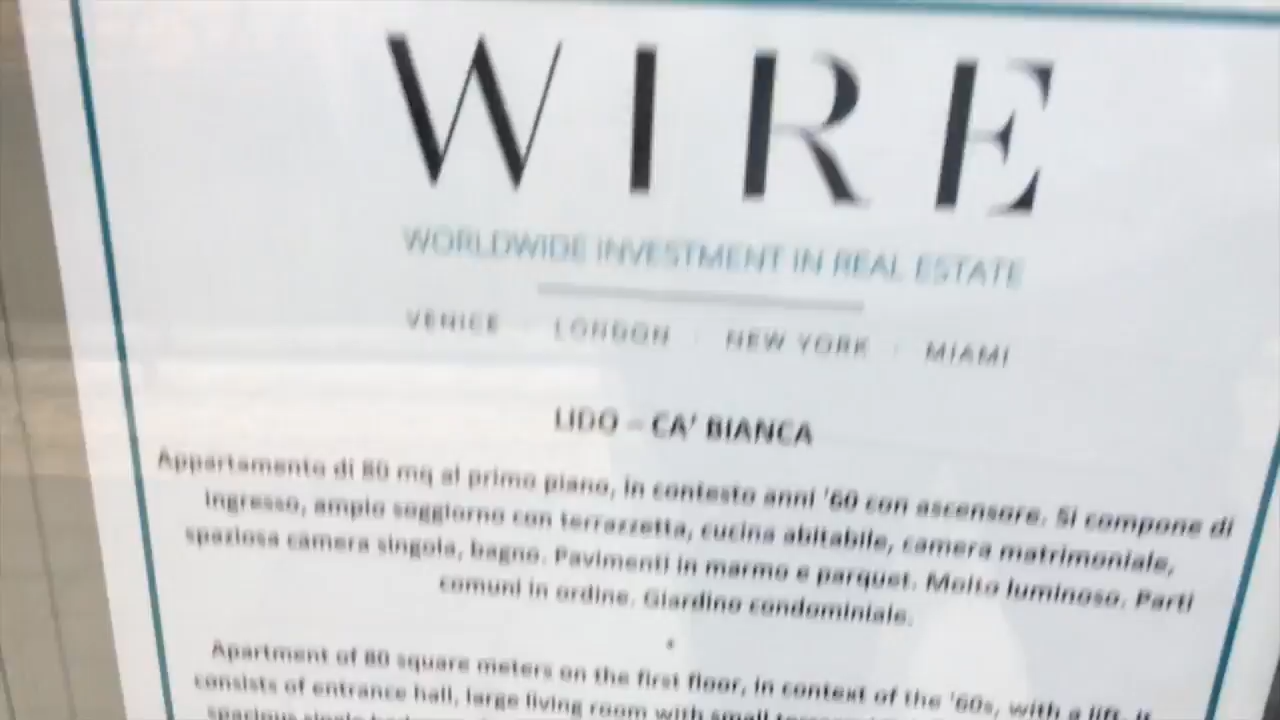 WIRE
WORLDWIDE INVESTMENT IN REAL ESTATE
VENICE · LONDON · NEW YORK · MIAMI
LIDO – CA' BIANCA
Appartamento di 80 mq al primo piano, in contesto anni '60 con ascensore. Si compone di
ingresso, ampio soggiorno con terrazzetta, cucina abitabile, camera matrimoniale,
spaziosa camera singola, bagno. Pavimenti in marmo e parquet. Molto luminoso. Parti
comuni in ordine. Giardino condominiale.
*
Apartment of 80 square meters on the first floor, in context of the '60s, with a lift. It
consists of entrance hall, large living room with small
spacious single